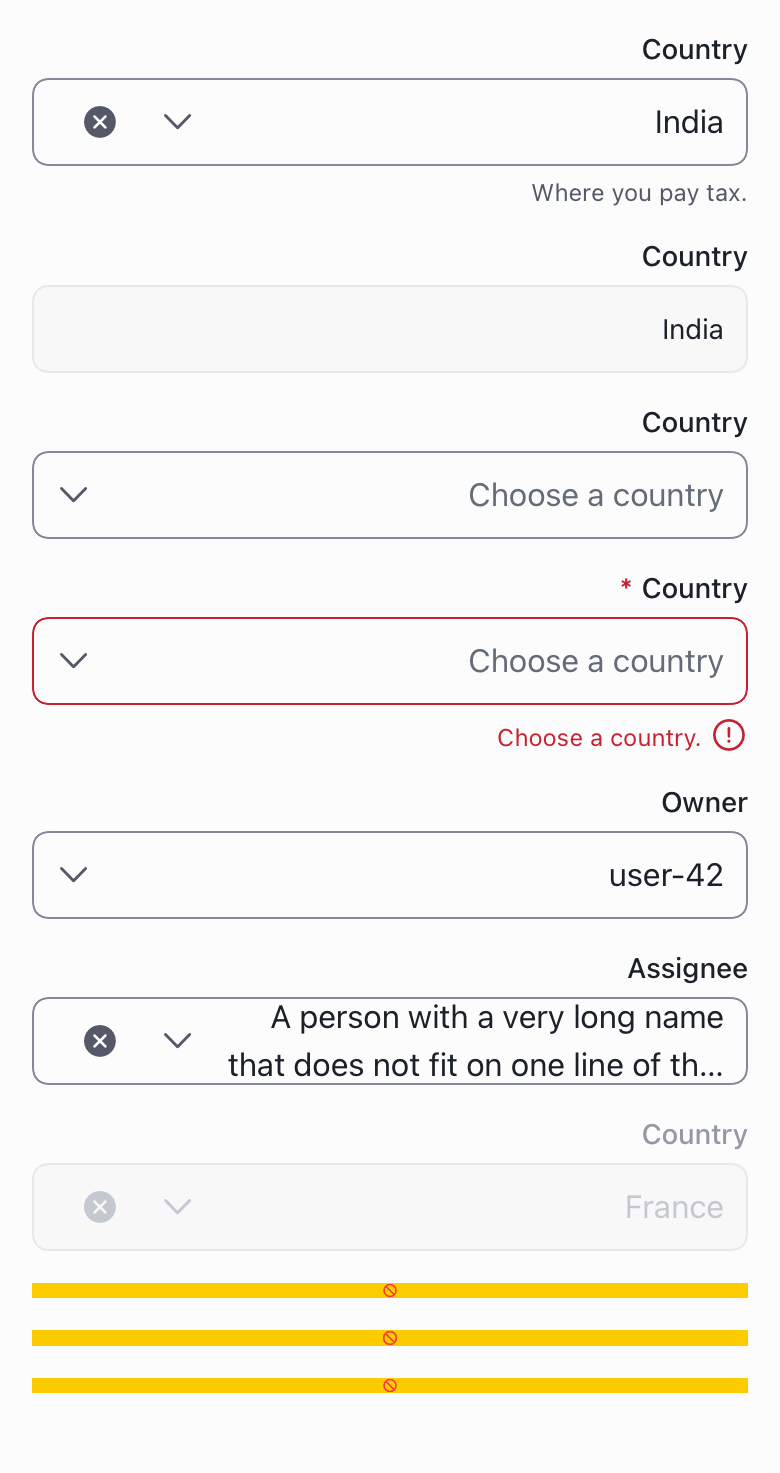 Country
India
Where you pay tax.
Country
India
Country
Choose a country
* Country
Choose a country
Choose a country.
Owner
user-42
Assignee
A person with a very long name
that does not fit on one line of th...
Country
France